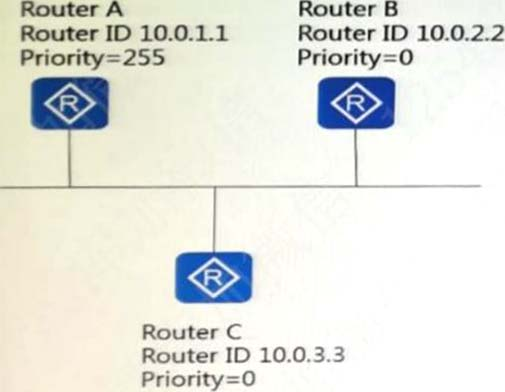 Router A
Router ID 10.0.1.1
Priority=255
Router B
Router ID 10.0.2.2
Priority=0
R
R
R
Router C
Router ID 10.0.3.3
Priority=0